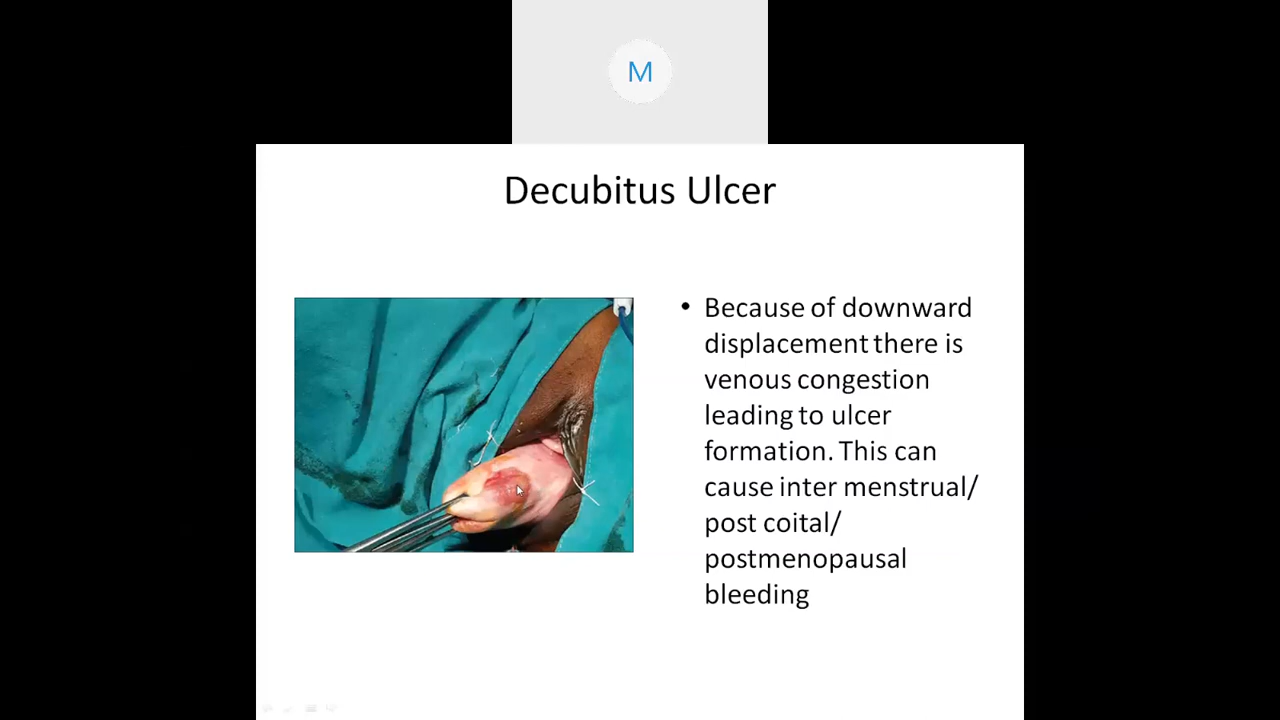 M
Decubitus Ulcer
• Because of downward
displacement there is
venous congestion
leading to ulcer
formation. This can
cause inter menstrual/
post coital/
postmenopausal
bleeding